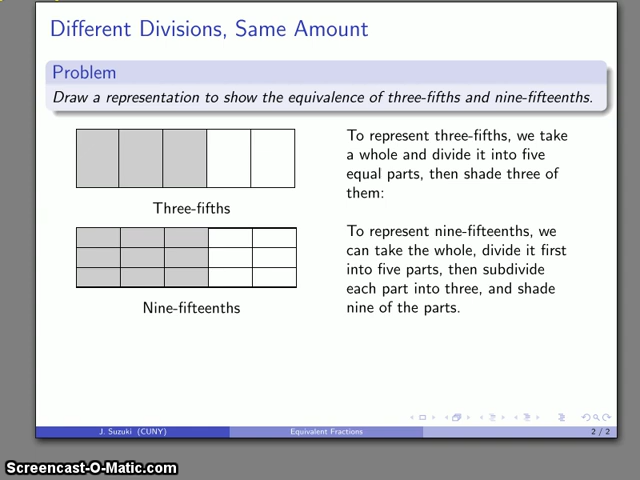 Different Divisions, Same Amount
Problem
Draw a representation to show the equivalence of three-fifths and nine-fifteenths.
To represent three-fifths, we take
a whole and divide it into five
equal parts, then shade three of
them:
Three-fifths
To represent nine-fifteenths, we
can take the whole, divide it first
into five parts, then subdivide
each part into three, and shade
nine of the parts.
Nine-fifteenths
J. Suzuki (CUNY)
Equivalent Fractions
2 / 2
Screencast-O-Matic.com